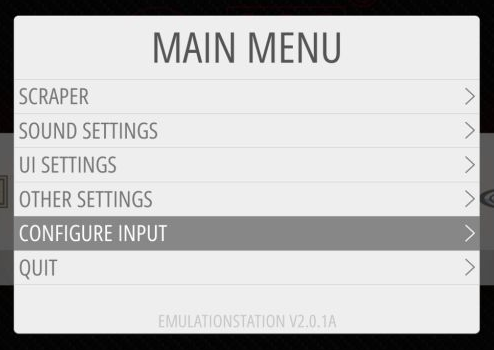 MAIN MENU
SCRAPER
SOUND SETTINGS
UI SETTINGS
OTHER SETTINGS
CONFIGURE INPUT
QUIT
EMULATIONSTATION V2.0.1A